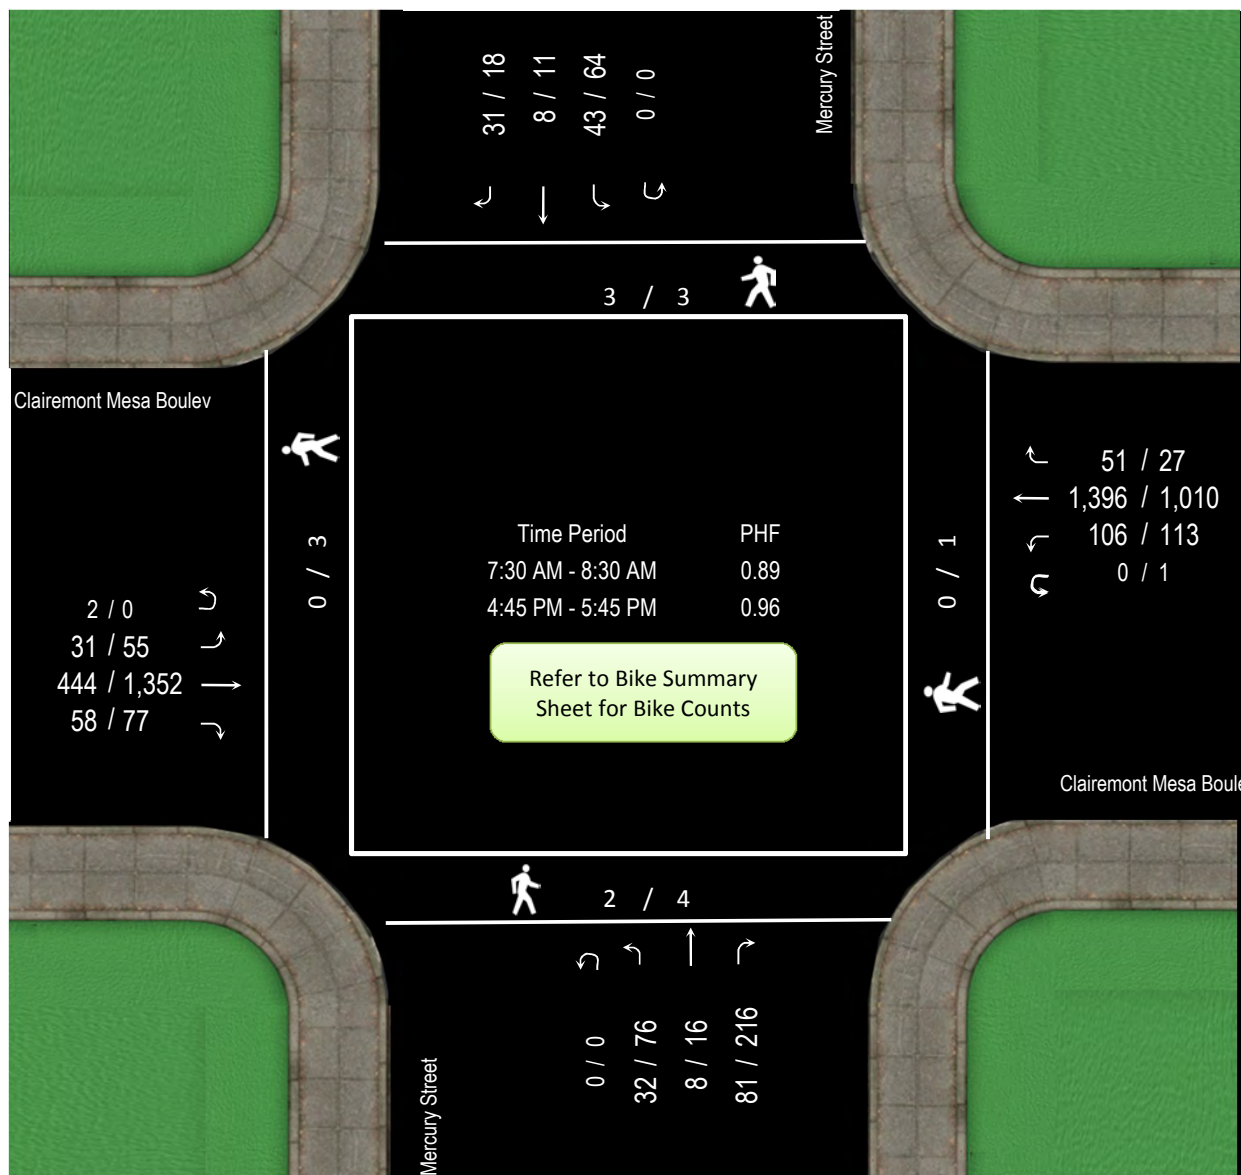 31 / 18
8 / 11
43 / 64
0 / 0
Mercury Street
3 / 3
Clairemont Mesa Boulev
0 / 3
2 / 0
31 / 55
444 / 1,352
58 / 77
Time Period PHF
7:30 AM - 8:30 AM 0.89
4:45 PM - 5:45 PM 0.96
Refer to Bike Summary
Sheet for Bike Counts
0 / 1
51 / 27
1,396 / 1,010
106 / 113
0 / 1
Clairemont Mesa Boule
2 / 4
0 / 0
32 / 76
8 / 16
81 / 216
Mercury Street